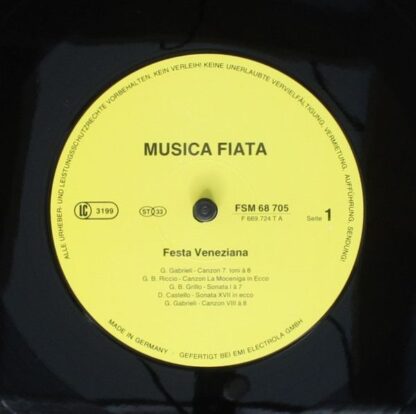 ALLE URHEBER- UND LEISTUNGSSCHUTZRECHTE VORBEHALTEN. KEIN VERLEIH! KEINE UNERLAUBTE VERVIELFÄLTIGUNG, VERMIETUNG, AUFFÜHRUNG, SENDUNG!
MUSICA FIATA
LC 3199
ST 33
FSM 68 705
F 669.724 T A
Seite 1
Festa Veneziana
G. Gabrieli - Canzon 7. toni à 8
G. B. Riccio - Canzon La Moceniga in Ecco
G. B. Grillo - Sonata I à 7
D. Castello - Sonata XVII in ecco
G. Gabrieli - Canzon VIII à 8
MADE IN GERMANY / GEFERTIGT BEI EMI ELECTROLA GMBH